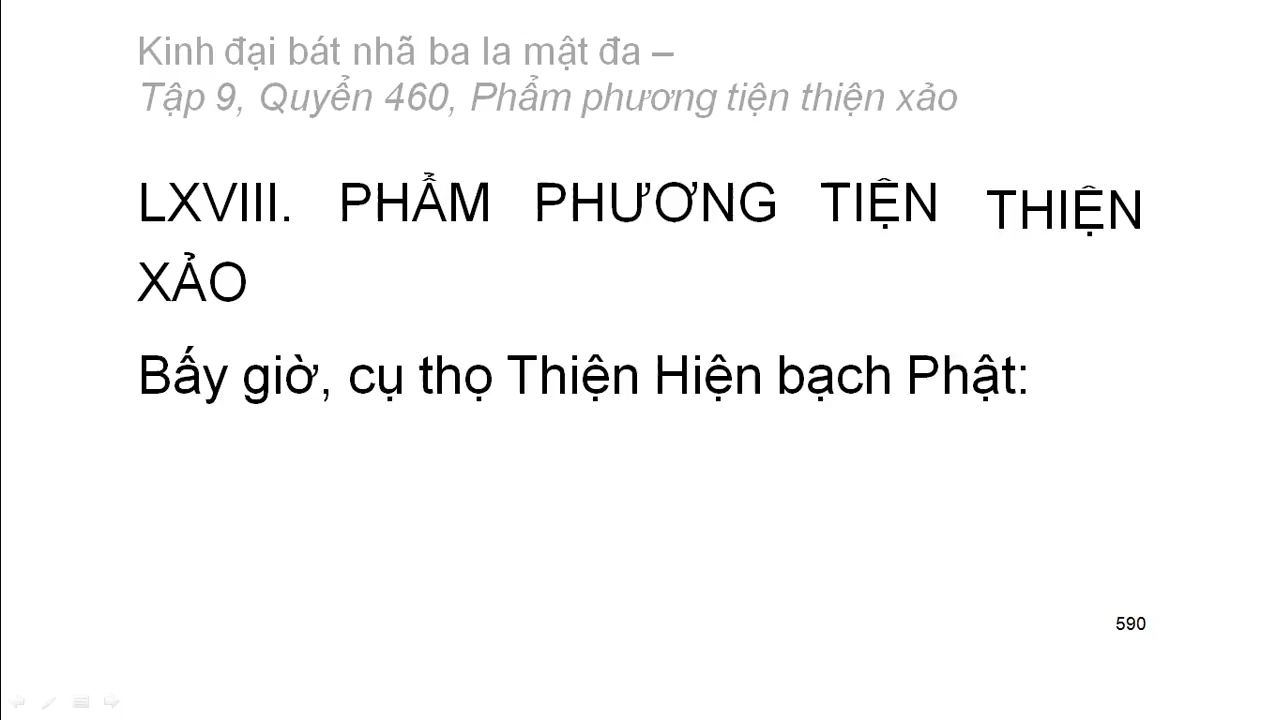 Kinh đại bát nhã ba la mật đa –
Tập 9, Quyển 460, Phẩm phương tiện thiện xảo
LXVIII. PHẨM PHƯƠNG TIỆN THIỆN
XẢO
Bấy giờ, cụ thọ Thiện Hiện bạch Phật:
590